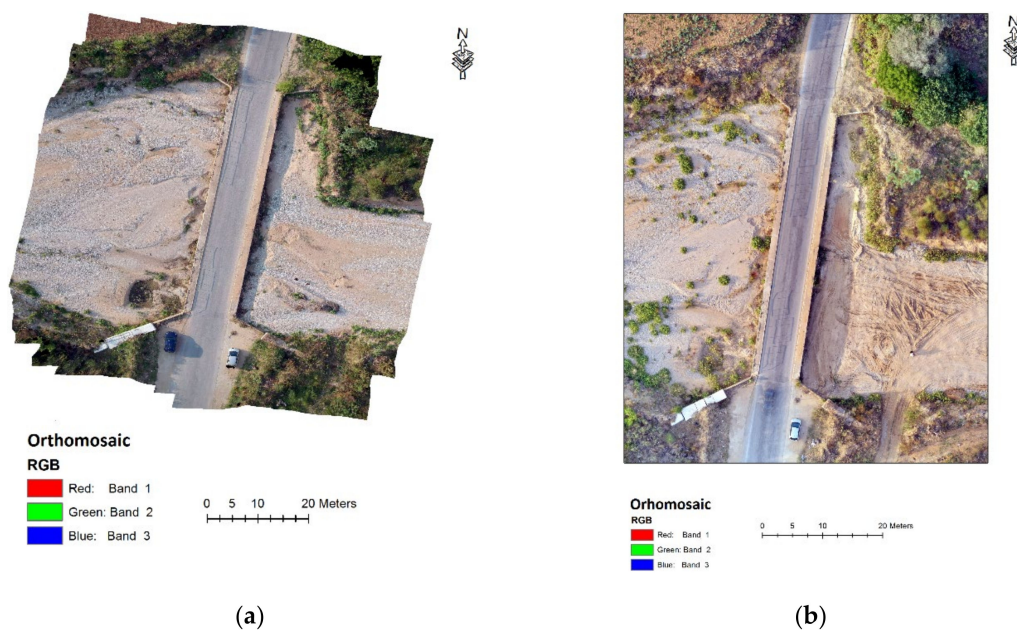 N
N
Orthomosaic
RGB
Red: Band 1
Green: Band 2
Blue: Band 3
0 5 10 20 Meters
Orhomosaic
RGB
Red: Band 1
Green: Band 2
Blue: Band 3
0 5 10 20 Meters
(a)
(b)